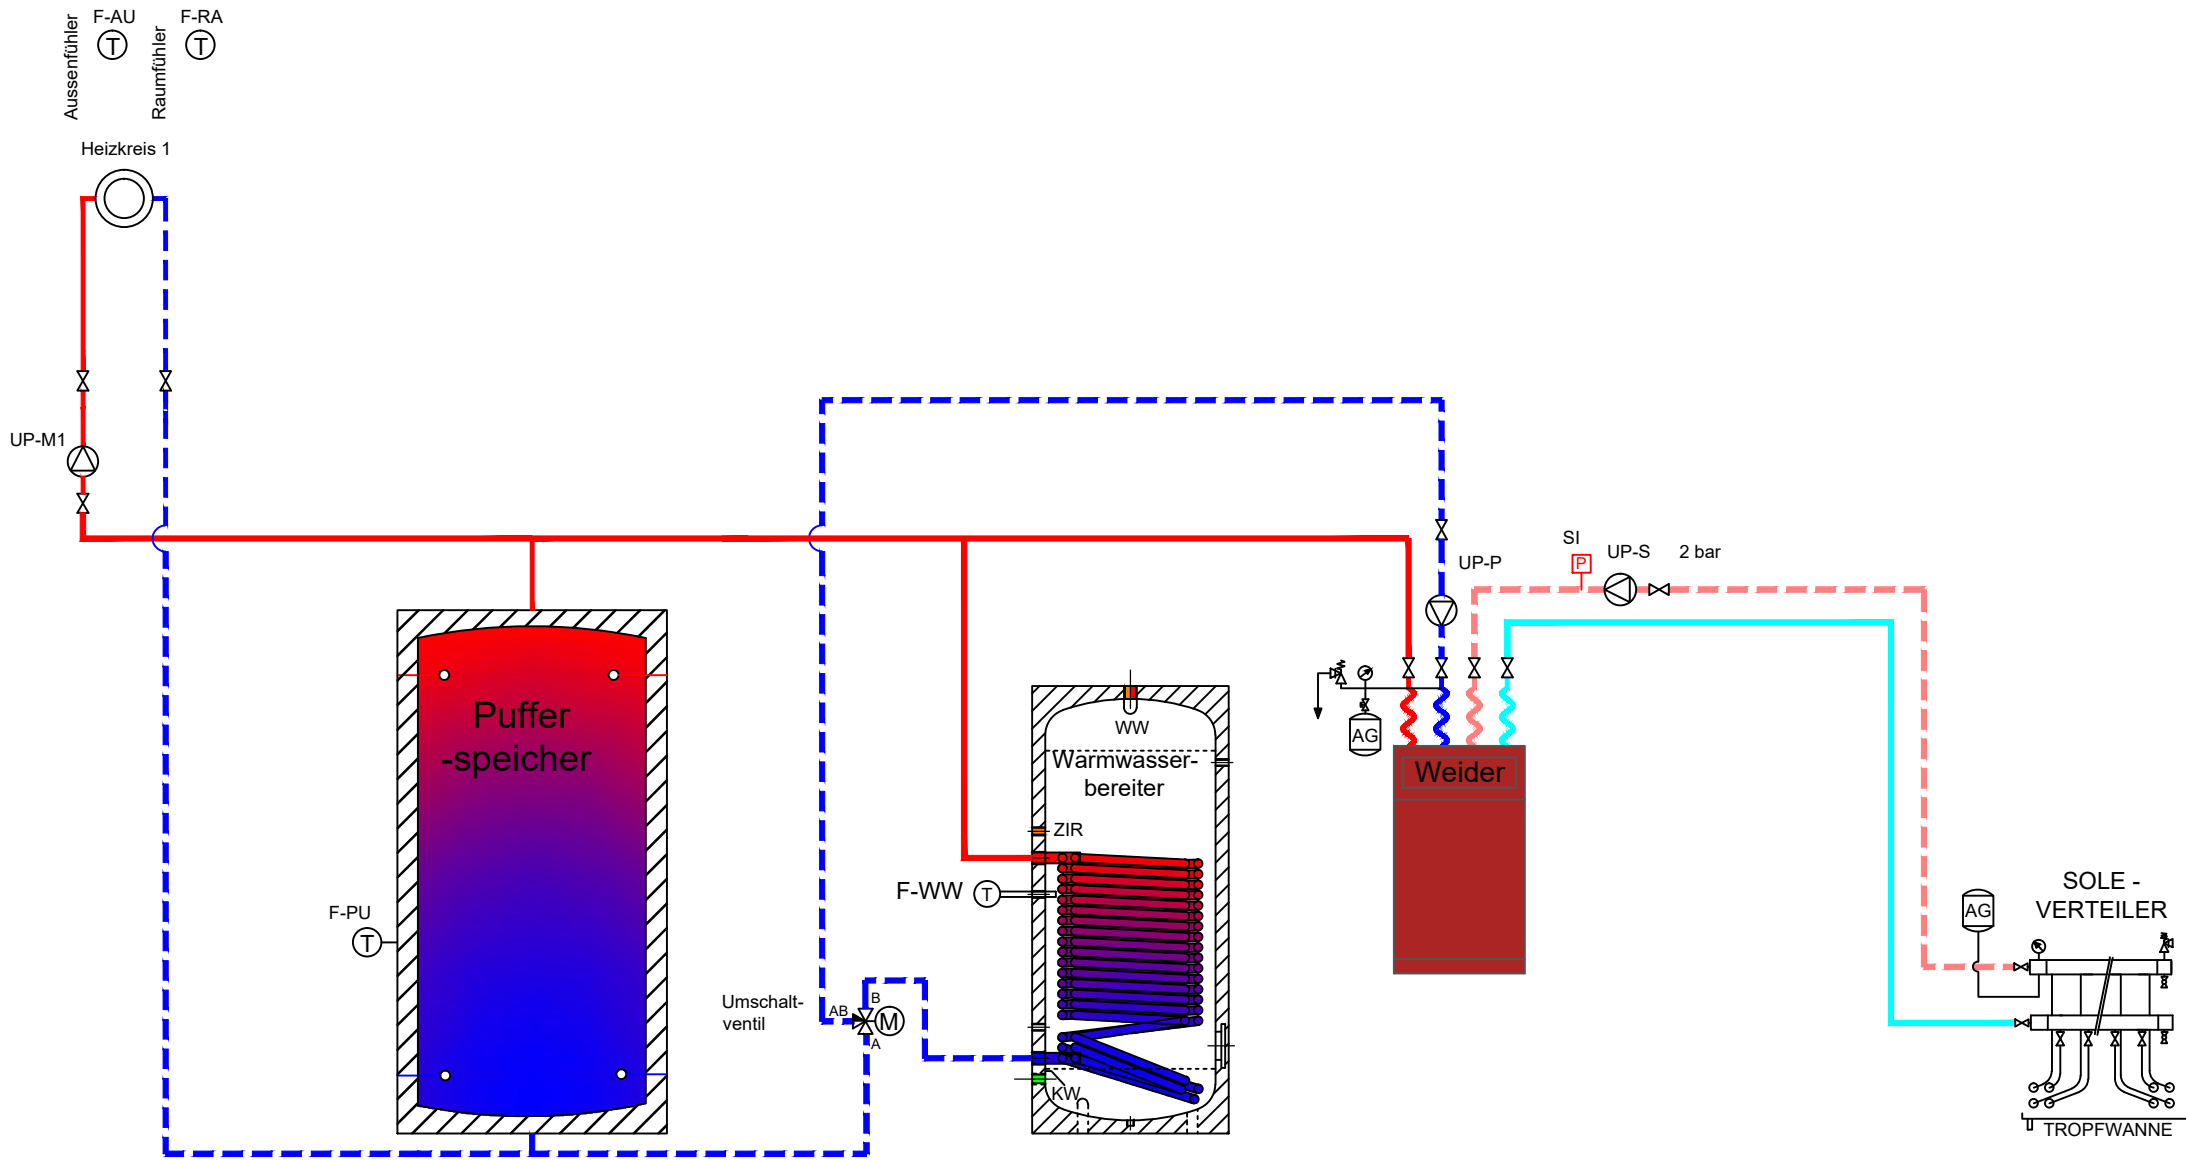 F-AU
F-RA
Aussenfühler
T
Raumfühler
T
Heizkreis 1
UP-M1
SI
UP-S
2 bar
P
UP-P
Puffer
-speicher
WW
AG
Warmwasser-
bereiter
Weider
ZIR
F-WW
T
F-PU
T
SOLE -
VERTEILER
AG
Umschalt-
ventil
AB
B
M
A
KW
TROPFWANNE